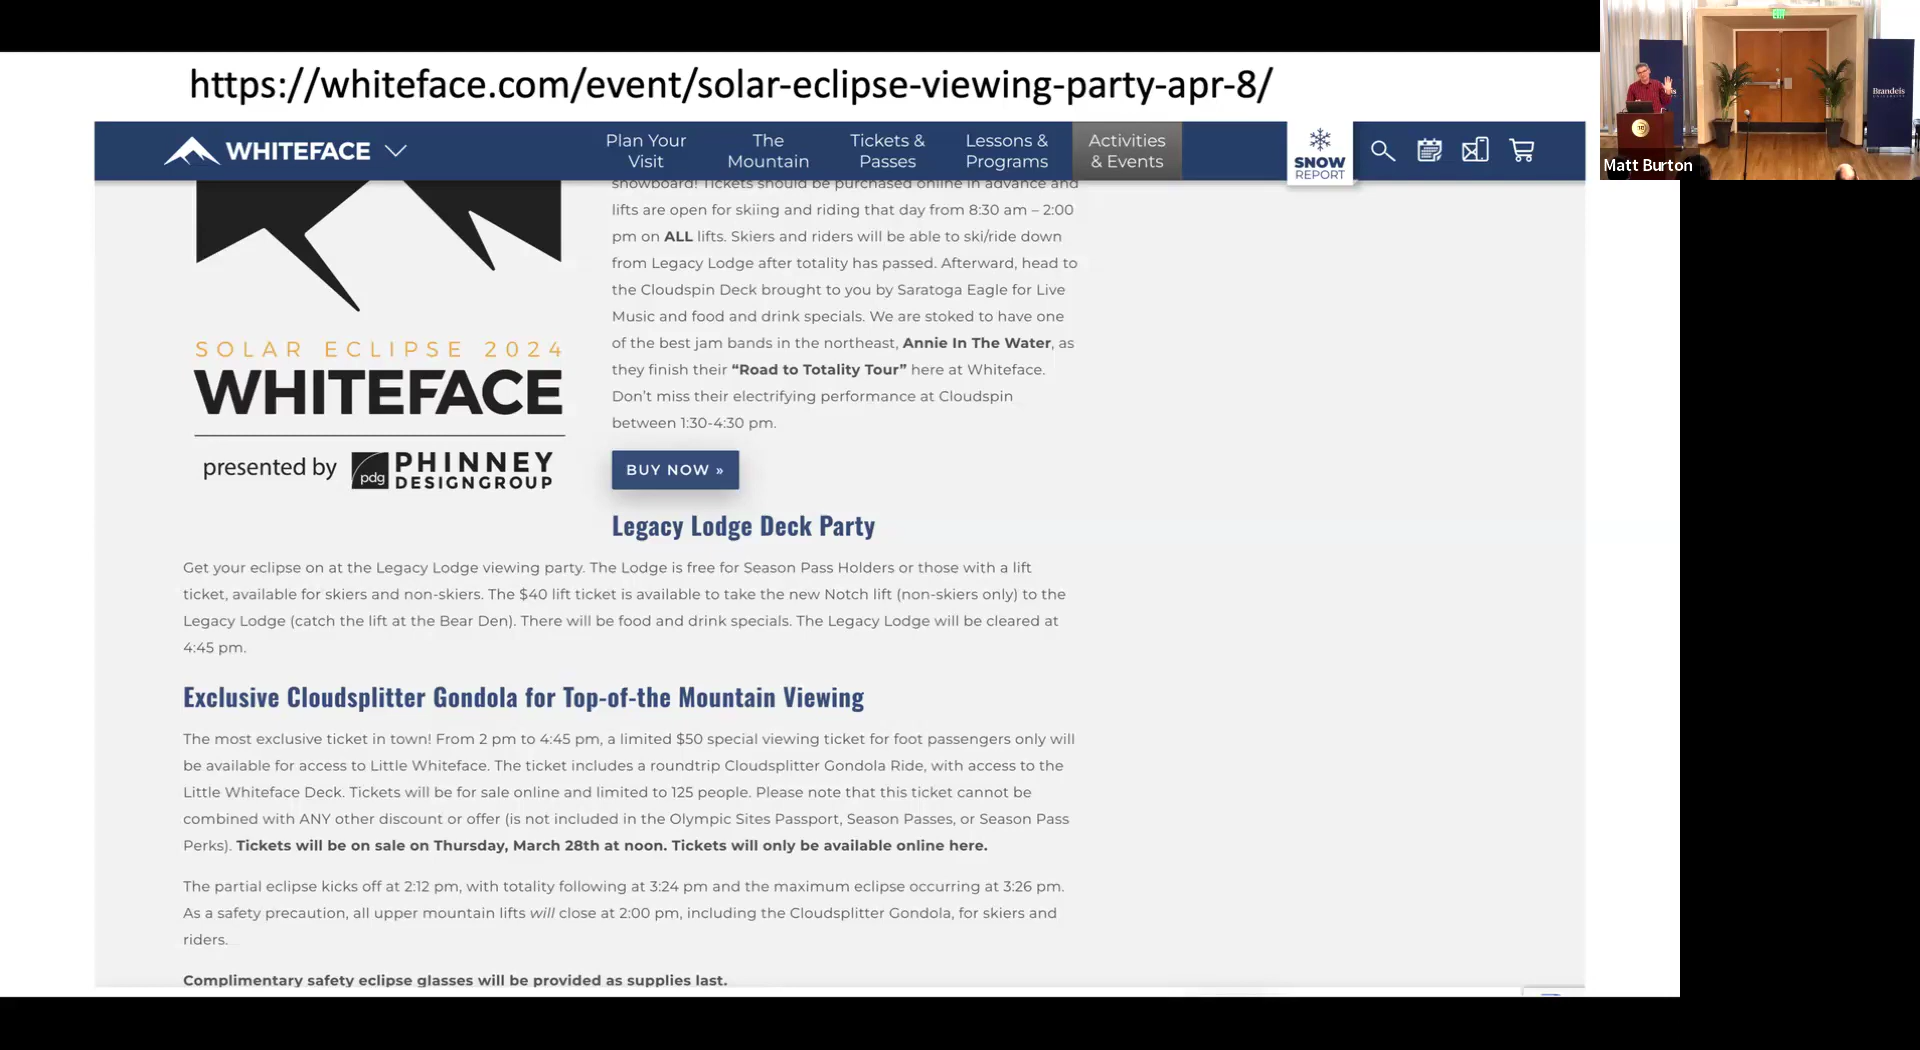 https://whiteface.com/event/solar-eclipse-viewing-party-apr-8/
WHITEFACE
Plan Your Visit
The Mountain
Tickets & Passes
Lessons & Programs
Activities & Events
SNOW
REPORT
snowboard! Tickets should be purchased online in advance and
lifts are open for skiing and riding that day from 8:30 am – 2:00
pm on ALL lifts. Skiers and riders will be able to ski/ride down
from Legacy Lodge after totality has passed. Afterward, head to
the Cloudspin Deck brought to you by Saratoga Eagle for Live
Music and food and drink specials. We are stoked to have one
of the best jam bands in the northeast, Annie In The Water, as
they finish their “Road to Totality Tour” here at Whiteface.
Don’t miss their electrifying performance at Cloudspin
between 1:30-4:30 pm.
BUY NOW »
SOLAR ECLIPSE 2024
WHITEFACE
presented by pdg PHINNEY
DESIGNGROUP
Legacy Lodge Deck Party
Get your eclipse on at the Legacy Lodge viewing party. The Lodge is free for Season Pass Holders or those with a lift
ticket, available for skiers and non-skiers. The $40 lift ticket is available to take the new Notch lift (non-skiers only) to the
Legacy Lodge (catch the lift at the Bear Den). There will be food and drink specials. The Legacy Lodge will be cleared at
4:45 pm.
Exclusive Cloudsplitter Gondola for Top-of-the Mountain Viewing
The most exclusive ticket in town! From 2 pm to 4:45 pm, a limited $50 special viewing ticket for foot passengers only will
be available for access to Little Whiteface. The ticket includes a roundtrip Cloudsplitter Gondola Ride, with access to the
Little Whiteface Deck. Tickets will be for sale online and limited to 125 people. Please note that this ticket cannot be
combined with ANY other discount or offer (is not included in the Olympic Sites Passport, Season Passes, or Season Pass
Perks). Tickets will be on sale on Thursday, March 28th at noon. Tickets will only be available online here.
The partial eclipse kicks off at 2:12 pm, with totality following at 3:24 pm and the maximum eclipse occurring at 3:26 pm.
As a safety precaution, all upper mountain lifts will close at 2:00 pm, including the Cloudsplitter Gondola, for skiers and
riders.
Complimentary safety eclipse glasses will be provided as supplies last.
EXIT
Brandeis
Matt Burton